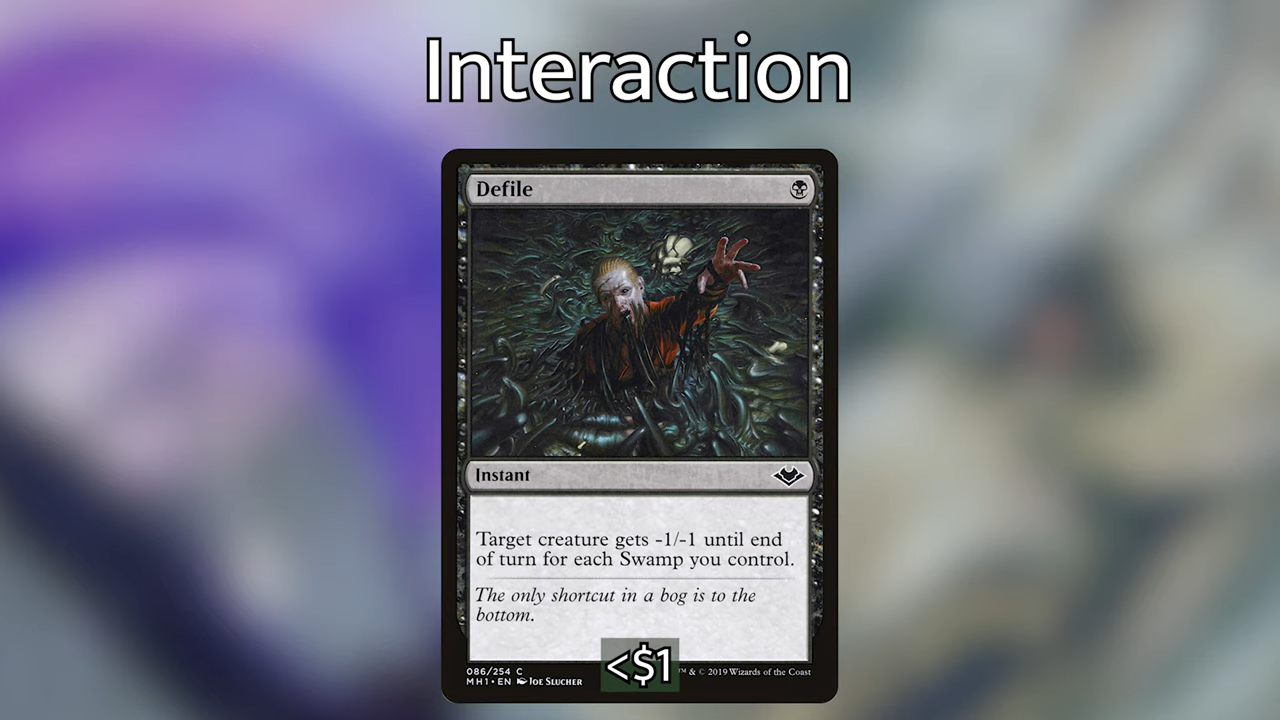 Interaction
Defile
Instant
Target creature gets -1/-1 until end
of turn for each Swamp you control.
The only shortcut in a bog is to the
bottom.
<$1
086/254 C
™ & © 2019 Wizards of the Coast
MH1 • EN Joe Slucher